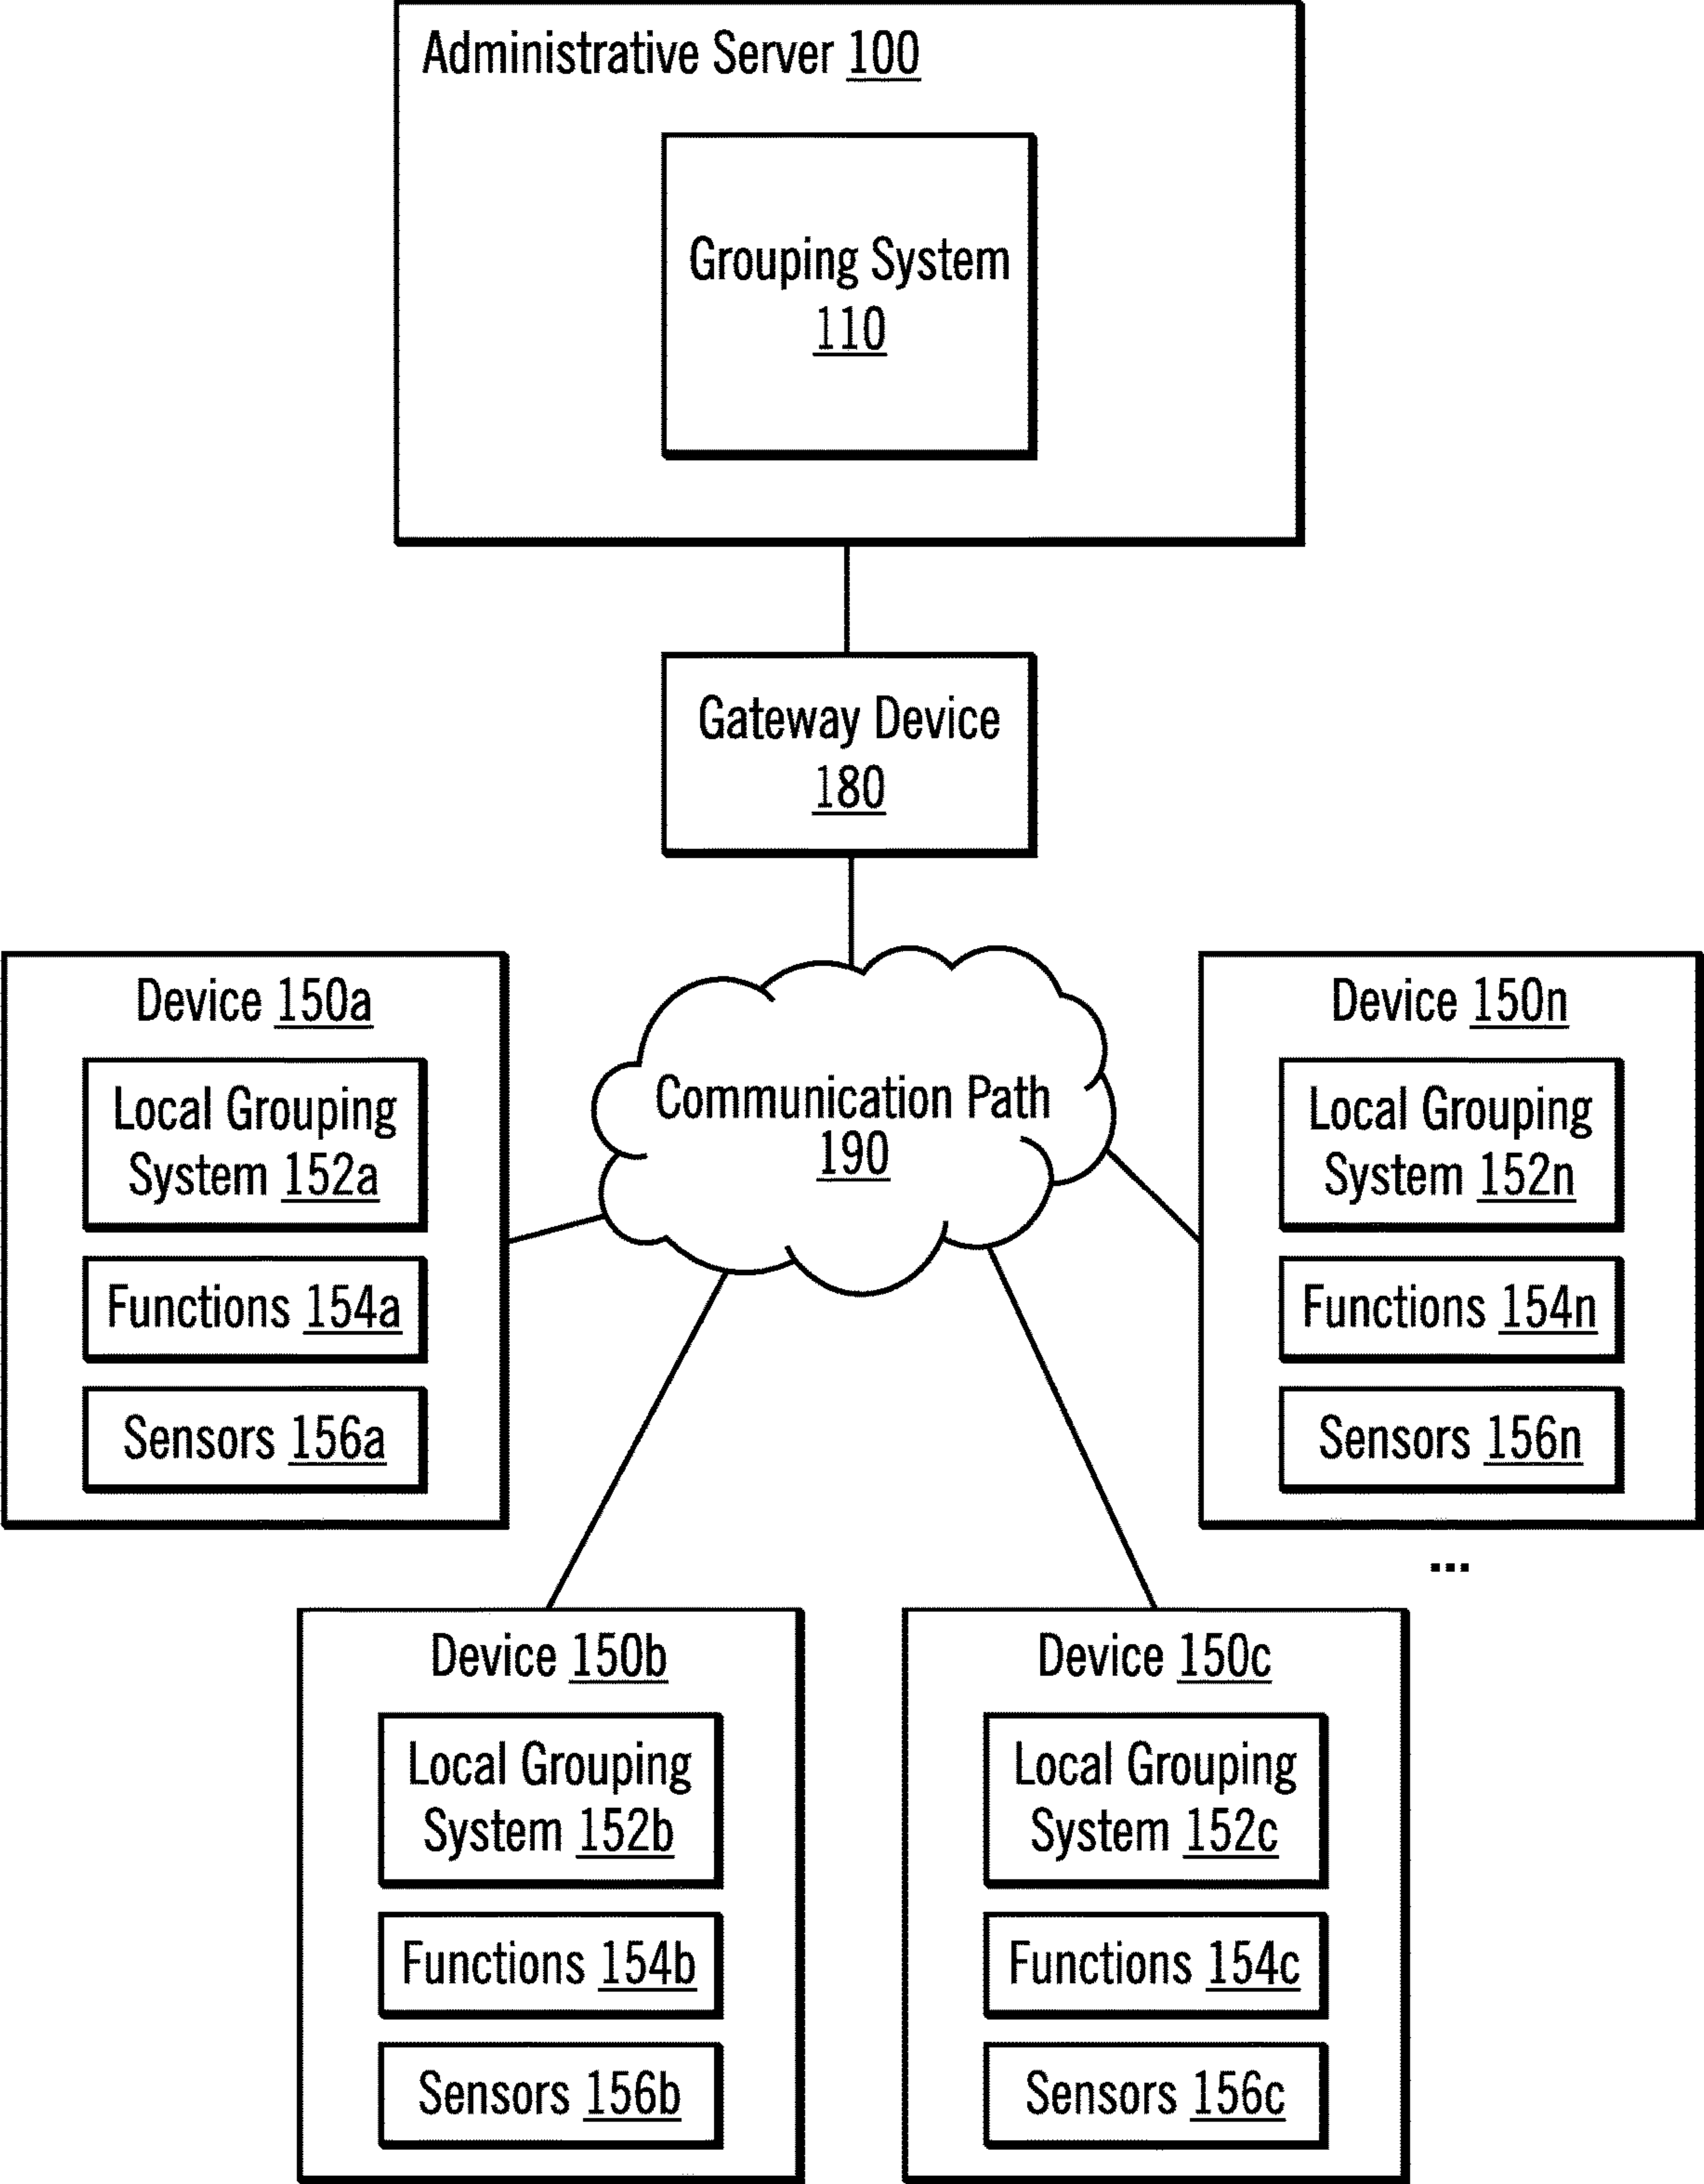 Administrative Server 100
Grouping System
110
Gateway Device
180
Communication Path
190
Device 150a
Local Grouping
System 152a
Functions 154a
Sensors 156a
Device 150n
Local Grouping
System 152n
Functions 154n
Sensors 156n
...
Device 150b
Local Grouping
System 152b
Functions 154b
Sensors 156b
Device 150c
Local Grouping
System 152c
Functions 154c
Sensors 156c